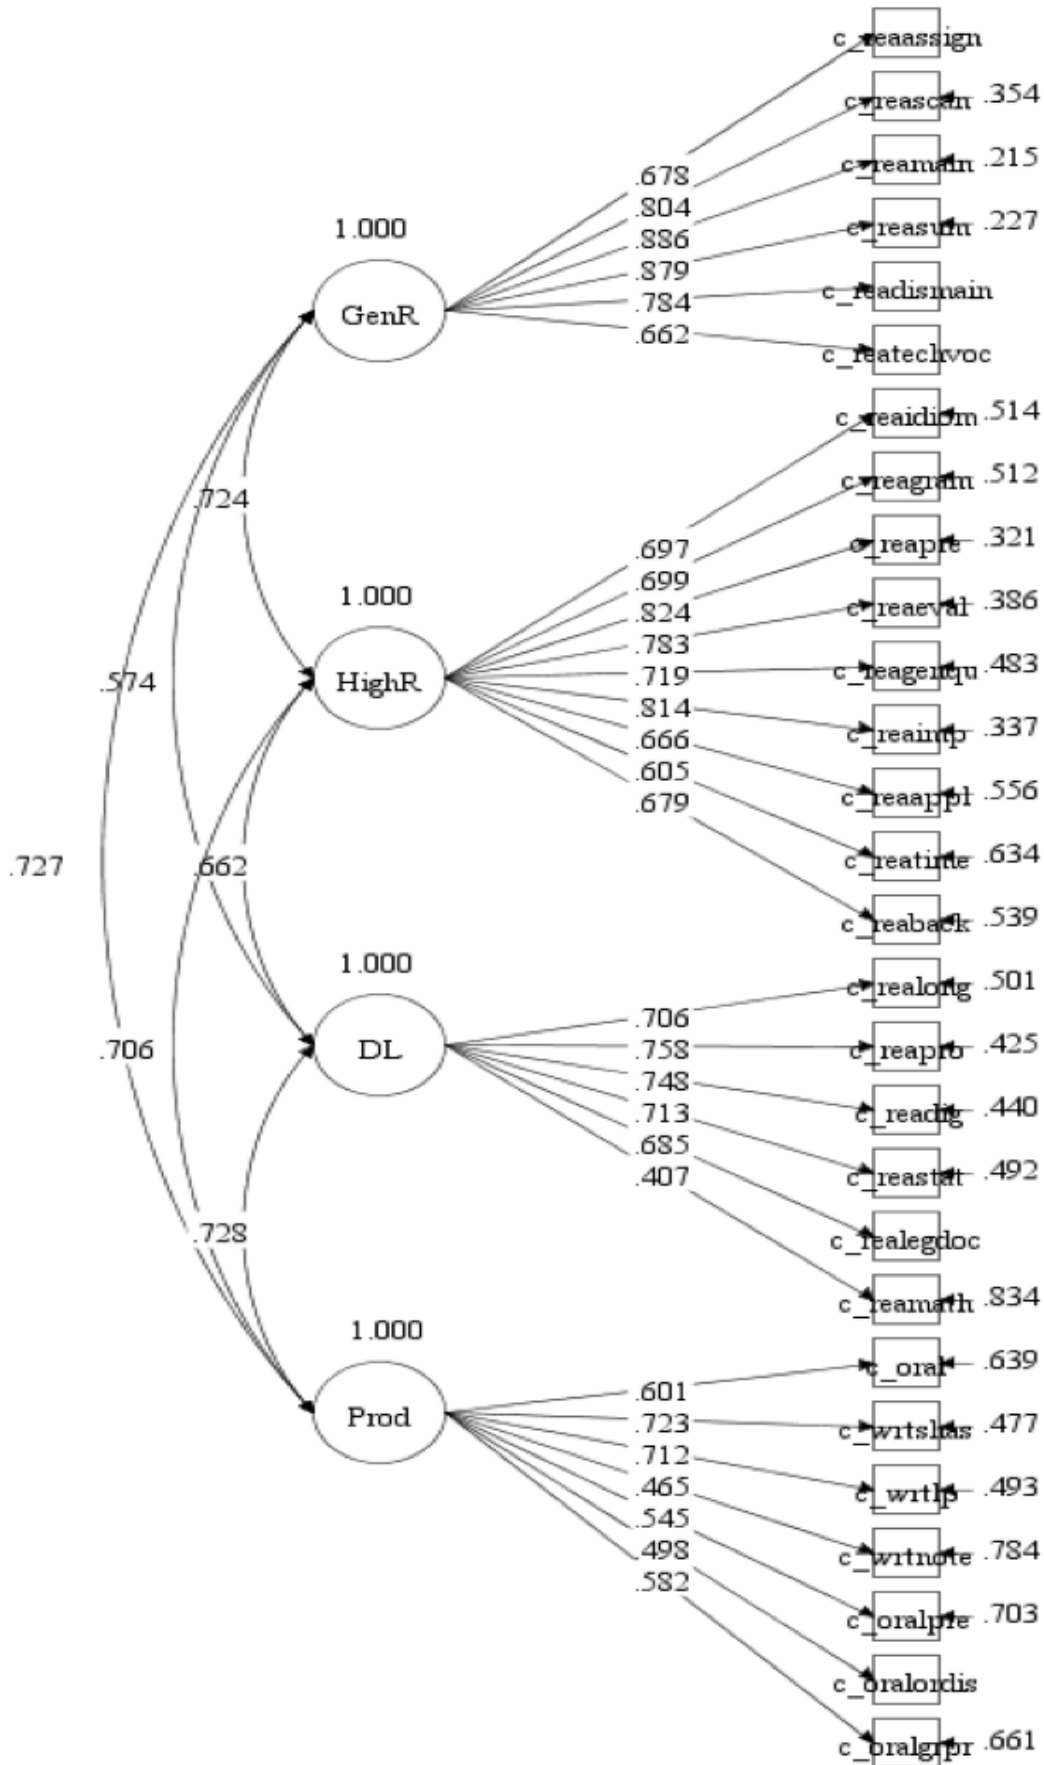 c_reaassign
c_reascan .354
c_reamain .215
.678
.804
c_reasum .227
1.000
.886
.879
c_readismain
GenR
.784
.662
c_reatechvoc
c_reaidiom .514
c_reagram .512
.724
c_reapre .321
.697
.699
1.000
c_reaeval .386
.824
.783
c_reagenqu .483
HighR
.719
.574
.814
c_reaimp .337
.666
.605
c_reaappl .556
.679
c_reatime .634
.727
.662
c_reaback .539
1.000
c_realong .501
.706
DL
.706
.758
c_reapro .425
.748
.713
c_readig .440
.685
.407
c_reastat .492
.728
c_realegdoc
c_reamath .834
1.000
c_oral .639
.601
Prod
.723
c_wrtshas .477
.712
.465
c_wrtlp .493
.545
.498
c_wrtnote .784
.582
c_oralpre .703
c_oralordis
c_oralgrpr .661